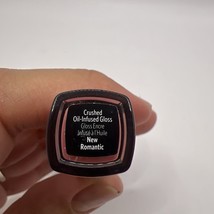 Crushed
Oil-Infused Gloss
Gloss Encre
Infusé à l'Huile
New
Romantic